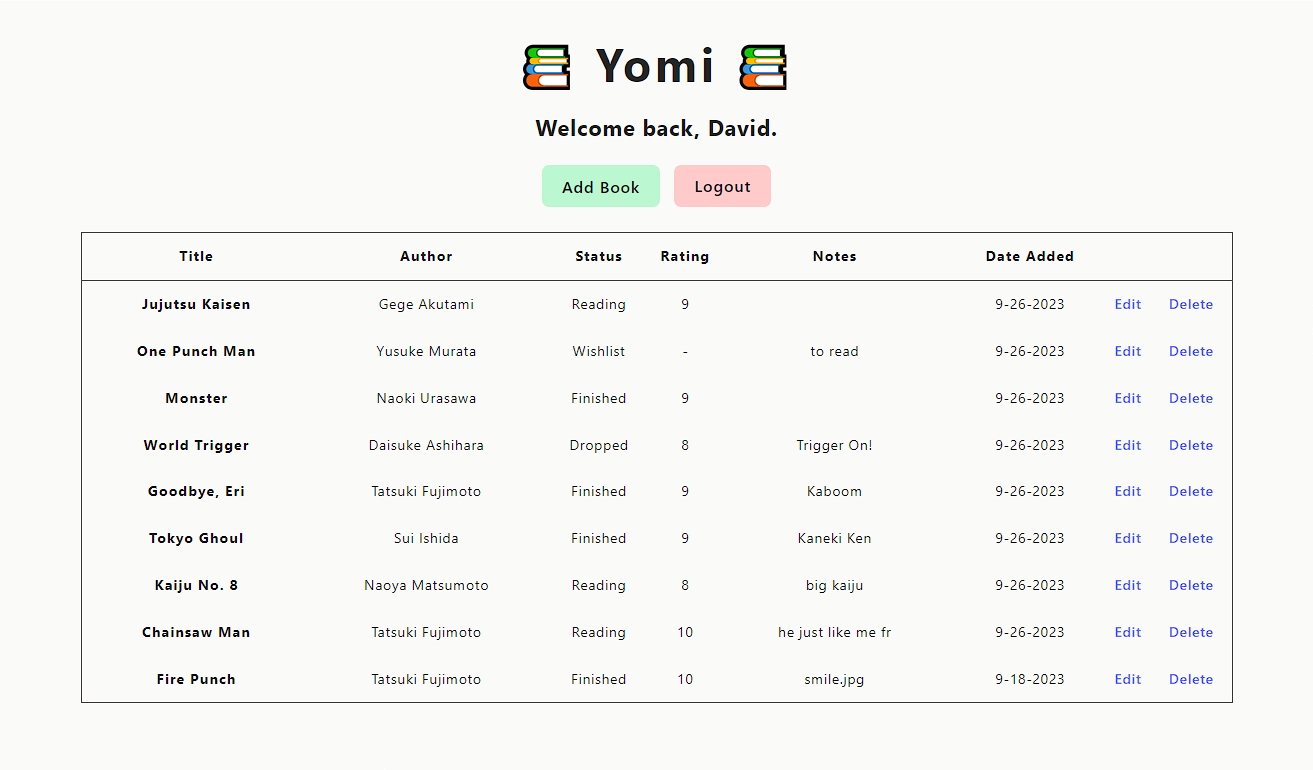 Yomi
Welcome back, David.
Add Book Logout
Title Author Status Rating Notes Date Added
Jujutsu Kaisen Gege Akutami Reading 9 9-26-2023 Edit Delete
One Punch Man Yusuke Murata Wishlist - to read 9-26-2023 Edit Delete
Monster Naoki Urasawa Finished 9 9-26-2023 Edit Delete
World Trigger Daisuke Ashihara Dropped 8 Trigger On! 9-26-2023 Edit Delete
Goodbye, Eri Tatsuki Fujimoto Finished 9 Kaboom 9-26-2023 Edit Delete
Tokyo Ghoul Sui Ishida Finished 9 Kaneki Ken 9-26-2023 Edit Delete
Kaiju No. 8 Naoya Matsumoto Reading 8 big kaiju 9-26-2023 Edit Delete
Chainsaw Man Tatsuki Fujimoto Reading 10 he just like me fr 9-26-2023 Edit Delete
Fire Punch Tatsuki Fujimoto Finished 10 smile.jpg 9-18-2023 Edit Delete